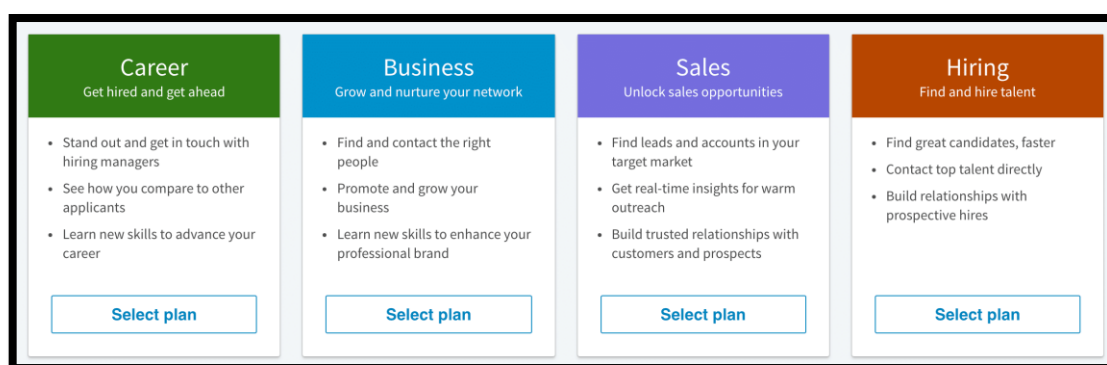 Career
Get hired and get ahead
• Stand out and get in touch with
hiring managers
• See how you compare to other
applicants
• Learn new skills to advance your
career
Select plan
Business
Grow and nurture your network
• Find and contact the right
people
• Promote and grow your
business
• Learn new skills to enhance your
professional brand
Select plan
Sales
Unlock sales opportunities
• Find leads and accounts in your
target market
• Get real-time insights for warm
outreach
• Build trusted relationships with
customers and prospects
Select plan
Hiring
Find and hire talent
• Find great candidates, faster
• Contact top talent directly
• Build relationships with
prospective hires
Select plan